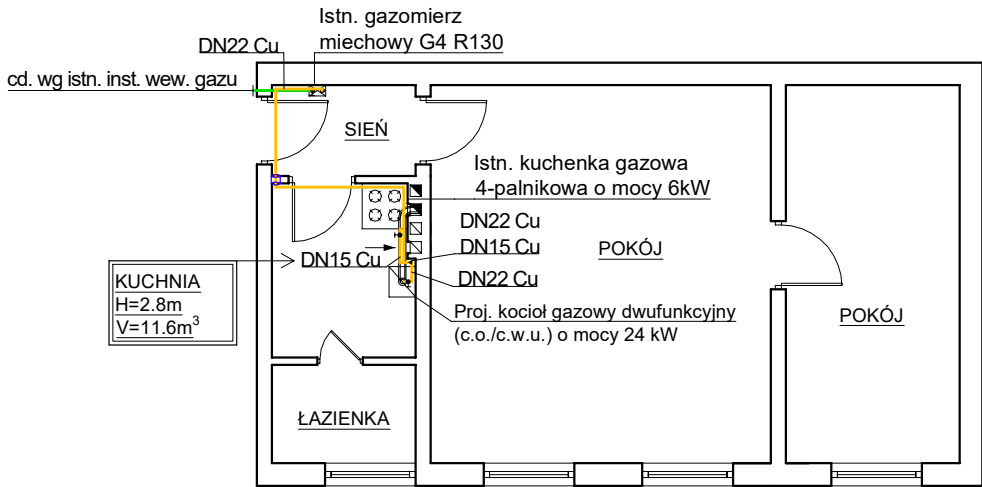 Istn. gazomierz
miechowy G4 R130
DN22 Cu
cd. wg istn. inst. wew. gazu
SIEŃ
Istn. kuchenka gazowa
4-palnikowa o mocy 6kW
DN22 Cu
DN15 Cu
POKÓJ
DN15 Cu
DN22 Cu
KUCHNIA
H=2.8m
V=11.6m³
Proj. kocioł gazowy dwufunkcyjny
(c.o./c.w.u.) o mocy 24 kW
POKÓJ
ŁAZIENKA